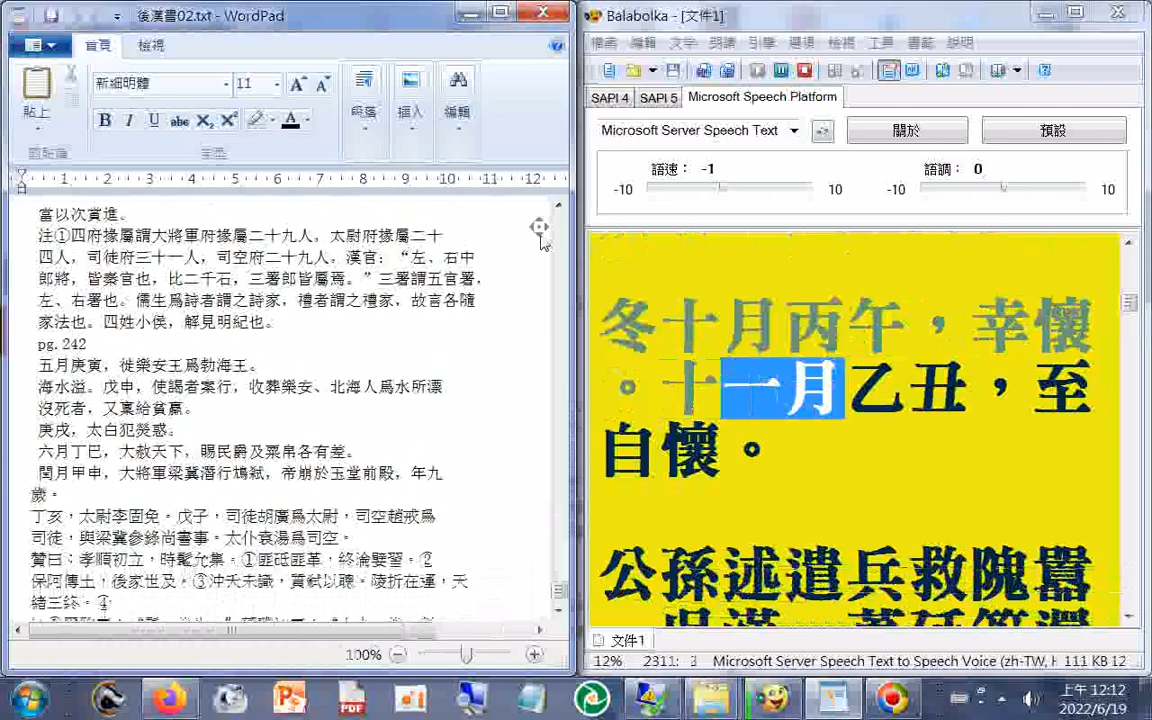 後漢書02.txt - WordPad
首頁
檢視
貼上
新細明體
11
段落
插入
編輯
剪貼簿
字型
1 2 3 4 5 6 7 8 9 10 11 12
當以次賞進。
注①四府掾屬謂大將軍府掾屬二十九人，太尉府掾屬二十
四人，司徒府三十一人，司空府二十九人。漢官：“左、右中
郎將，皆秦官也，比二千石，三署郎皆屬焉。”三署謂五官署，
左、右署也。儒生爲詩者謂之詩家，禮者謂之禮家，故言各隨
家法也。四姓小侯，解見明紀也。
pg. 242
五月庚寅，徙樂安王爲勃海王。
海水溢。戊申，使謁者案行，收葬樂安、北海人爲水所漂
沒死者，又稟給貧羸。
庚戌，太白犯熒惑。
六月丁巳，大赦天下，賜民爵及粟帛各有差。
閏月甲申，大將軍梁冀潛行鴆弒，帝崩於玉堂前殿，年九
歲。
丁亥，太尉李固免。戊子，司徒胡廣爲太尉，司空趙戒爲
司徒，與梁冀參錄尚書事。太仆袁湯爲司空。
贊曰：孝順初立，時髦允集。①匪砥匪革，終淪嬖習。②
保阿傳土，後家世及。③沖夭未識，質弒以聰。陵折在運，天
緒三終。④
100%
Balabolka - [文件1]
檔案 編輯 文字 朗讀 引擎 選項 檢視 工具 書籤 說明
SAPI 4
SAPI 5
Microsoft Speech Platform
Microsoft Server Speech Text
關於
預設
語速： -1
-10
10
語調： 0
-10
10
冬十月丙午，幸懷
。十一月乙丑，至
自懷。
公孫述遣兵救隗囂
文件1
12%
Microsoft Server Speech Text to Speech Voice (zh-TW, H
111 KB
12
上午 12:12
2022/6/19